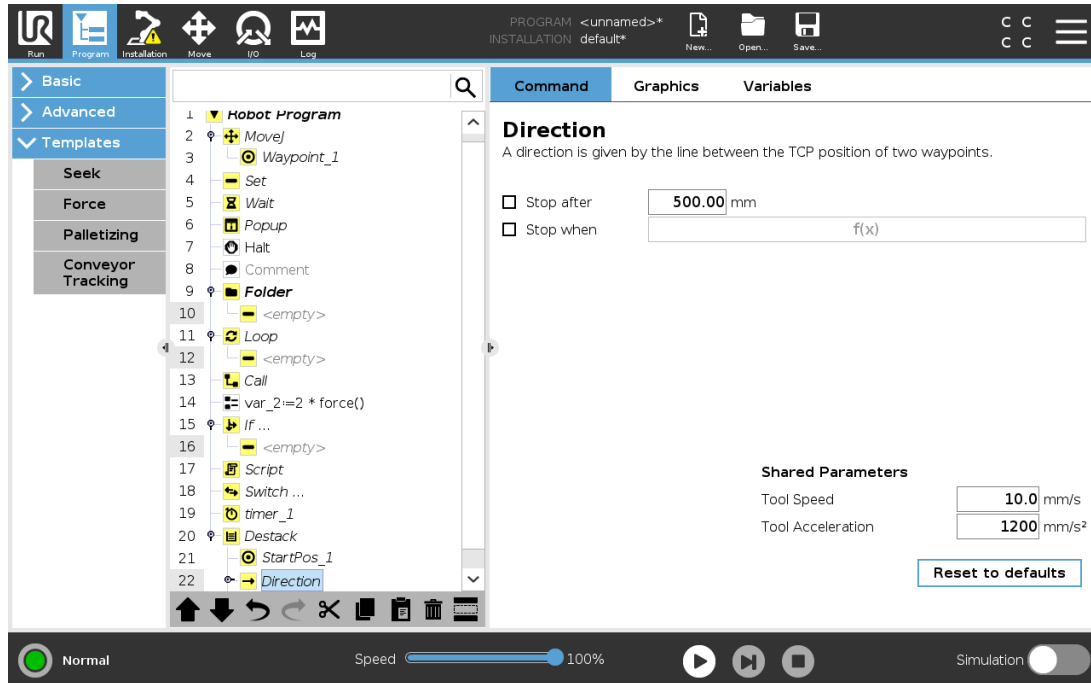 PROGRAM <unnamed>*
INSTALLATION default*
UR
Run
Program
Installation
Move
I/O
Log
New...
Open...
Save...
C C
C C
Basic
Advanced
Templates
Seek
Force
Palletizing
Conveyor
Tracking
1 Robot Program
2 MoveJ
3 Waypoint_1
4 Set
5 Wait
6 Popup
7 Halt
8 Comment
9 Folder
10 <empty>
11 Loop
12 <empty>
13 Call
14 var_2:=2 * force()
15 If ...
16 <empty>
17 Script
18 Switch ...
19 timer_1
20 Destack
21 StartPos_1
22 Direction
Command Graphics Variables
Direction
A direction is given by the line between the TCP position of two waypoints.
Stop after 500.00 mm
Stop when f(x)
Shared Parameters
Tool Speed 10.0 mm/s
Tool Acceleration 1200 mm/s²
Reset to defaults
Normal
Speed 100%
Simulation